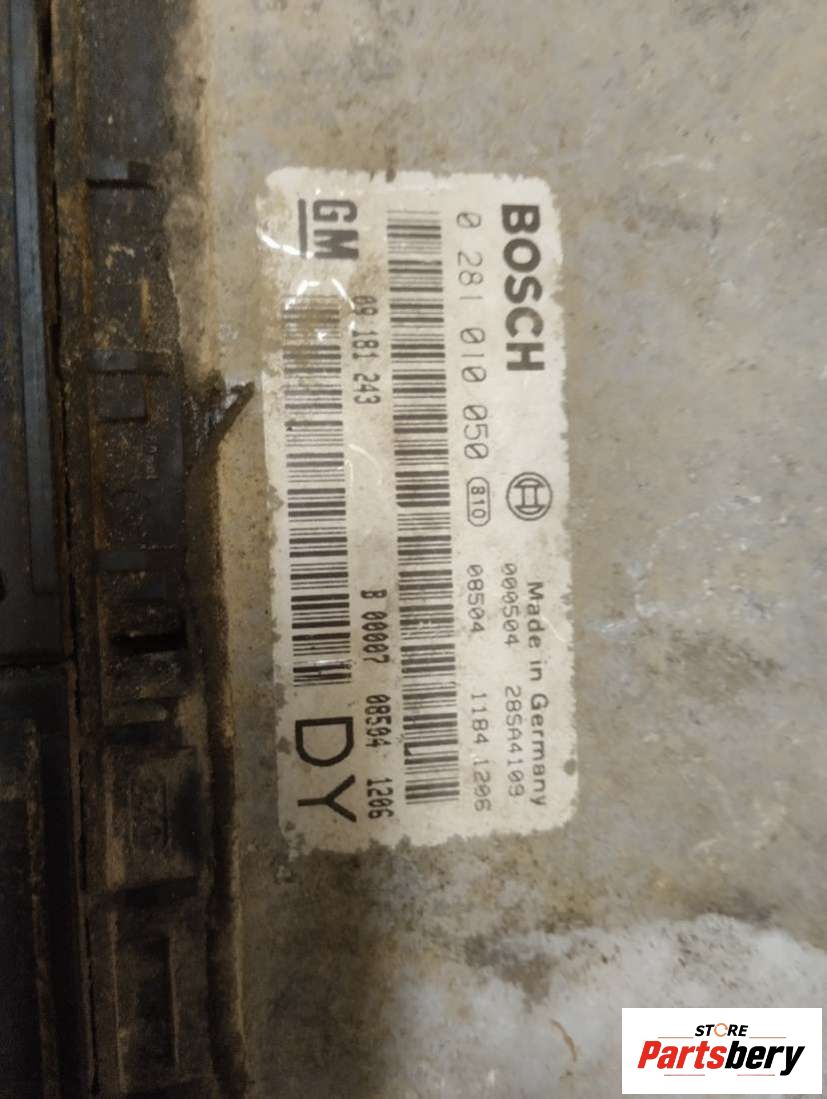 BOSCH
Made in Germany
0 281 010 050 810
000504 28SA4109
08504 1184 1206
GM
09 181 243
B 00007 08504 1206
DY
STORE
Partsbery